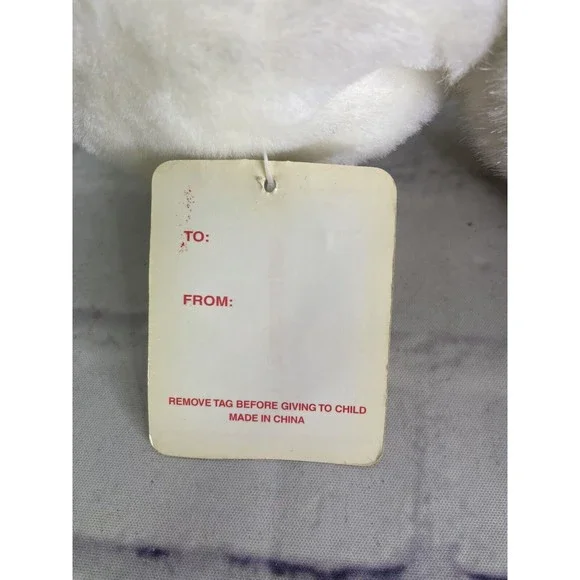 TO:
FROM:
REMOVE TAG BEFORE GIVING TO CHILD
MADE IN CHINA